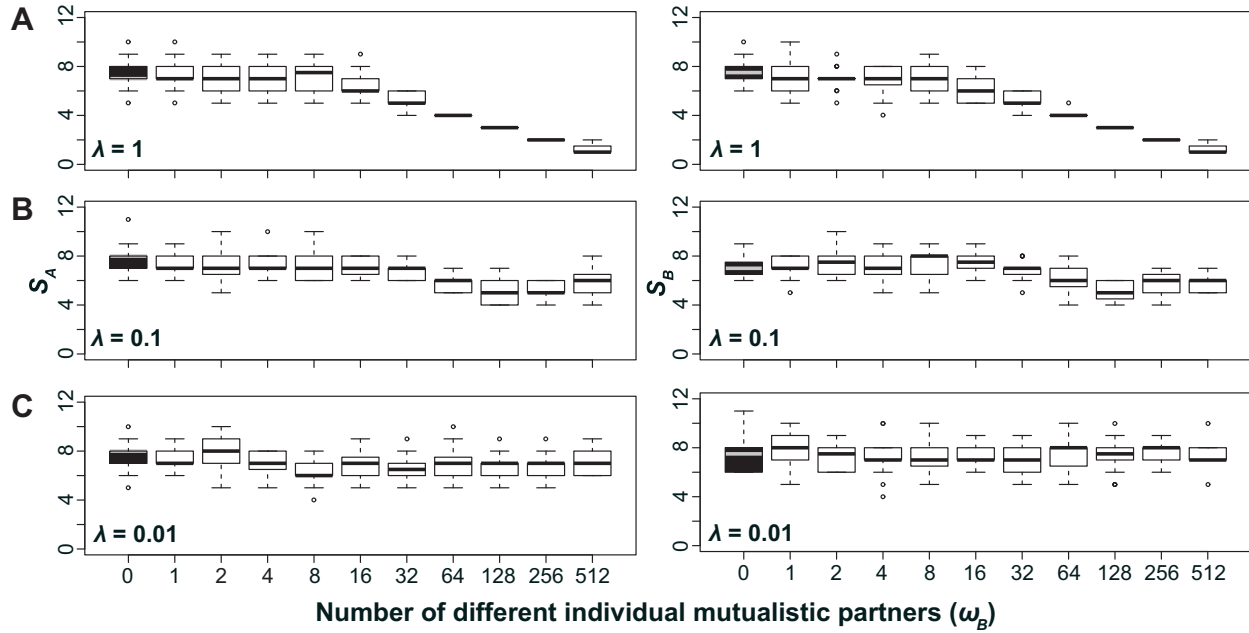 A
12
8
4
0
λ = 1
12
8
4
0
λ = 1
B
12
8
4
0
S_A
λ = 0.1
12
8
4
0
S_B
λ = 0.1
C
12
8
4
0
λ = 0.01
12
8
4
0
λ = 0.01
0 1 2 4 8 16 32 64 128 256 512
0 1 2 4 8 16 32 64 128 256 512
Number of different individual mutualistic partners (ω_B)